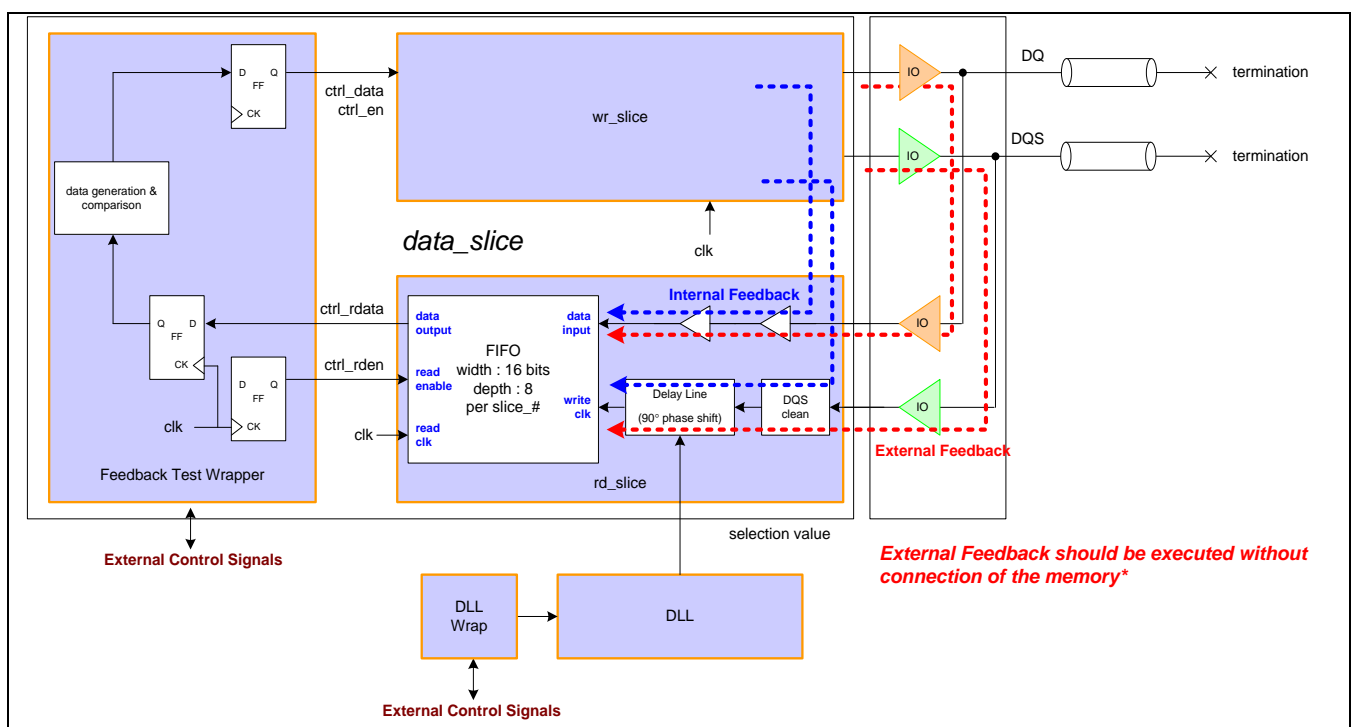 D
Q
FF
CK
ctrl_data
ctrl_en
wr_slice
IO
DQ
termination
IO
DQS
termination
data generation &
comparison
data_slice
clk
ctrl_rdata
Q
D
FF
CK
ctrl_rden
D
Q
FF
CK
clk
clk
data
output
read
enable
read
clk
FIFO
width : 16 bits
depth : 8
per slice_#
data
input
write
clk
Internal Feedback
Delay Line
(90° phase shift)
DQS
clean
IO
IO
External Feedback
Feedback Test Wrapper
rd_slice
selection value
External Control Signals
External Feedback should be executed without
connection of the memory*
DLL
Wrap
DLL
External Control Signals